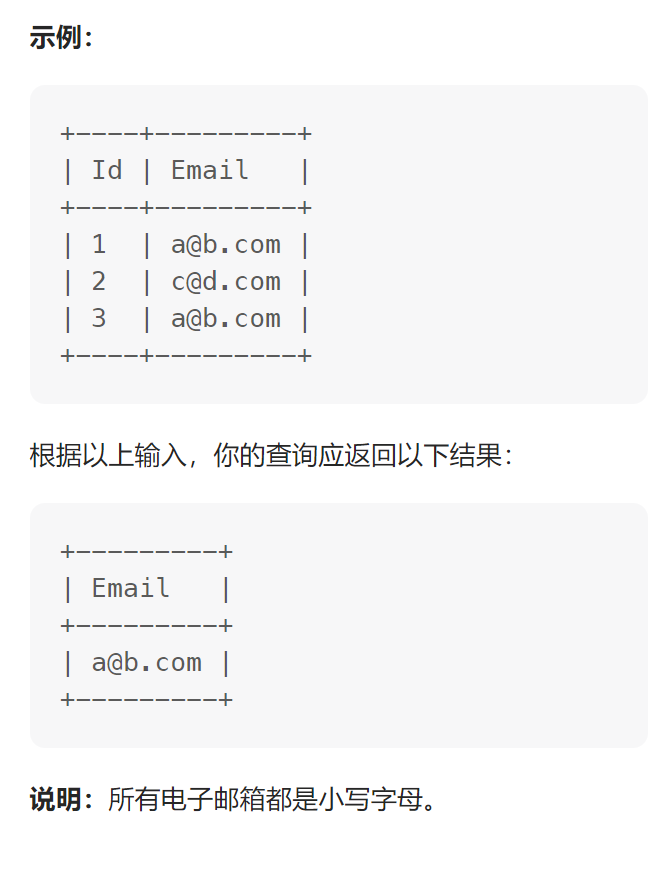 示例：
+----+---------+
| Id | Email   |
+----+---------+
| 1  | a@b.com |
| 2  | c@d.com |
| 3  | a@b.com |
+----+---------+
根据以上输入，你的查询应返回以下结果：
+---------+
| Email   |
+---------+
| a@b.com |
+---------+
说明：所有电子邮箱都是小写字母。